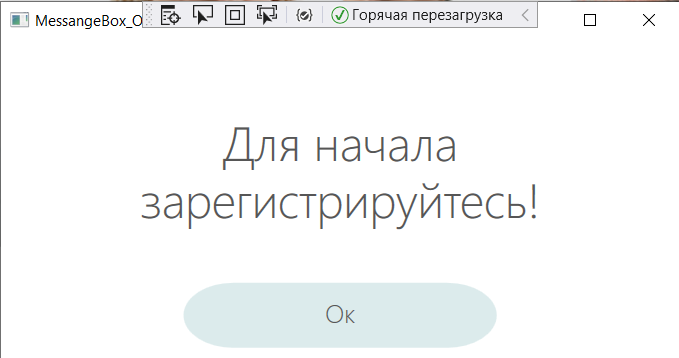 MessangeBox_O
Горячая перезагрузка
Для начала
зарегистрируйтесь!
Ок